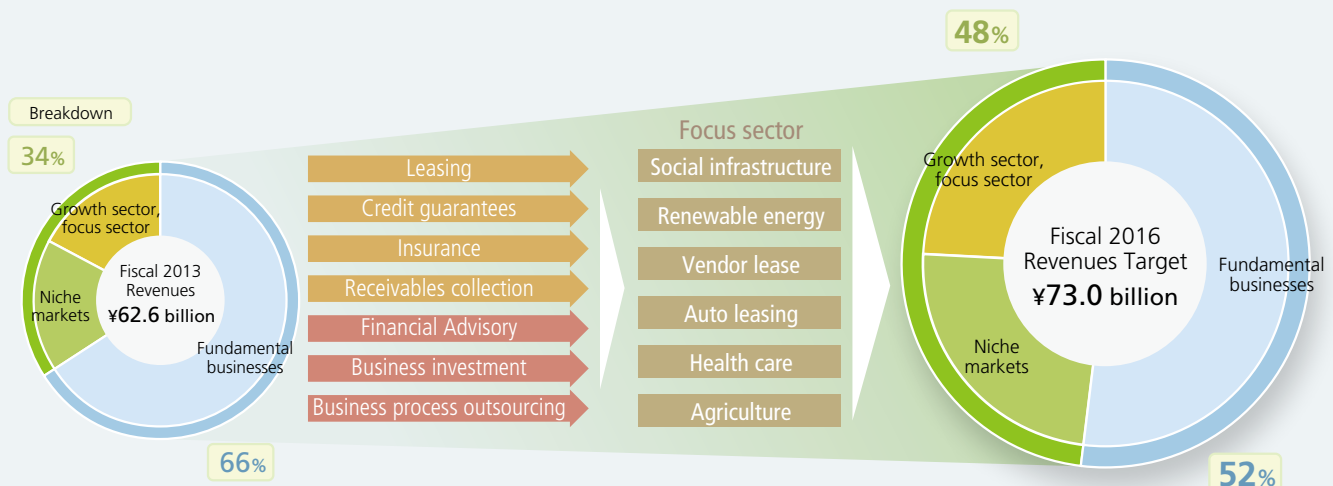 Breakdown
34%
Growth sector,
focus sector
Niche
markets
Fiscal 2013
Revenues
¥62.6 billion
Fundamental
businesses
66%
Leasing
Credit guarantees
Insurance
Receivables collection
Financial Advisory
Business investment
Business process outsourcing
Focus sector
Social infrastructure
Renewable energy
Vendor lease
Auto leasing
Health care
Agriculture
48%
Growth sector,
focus sector
Niche
markets
Fiscal 2016
Revenues Target
¥73.0 billion
Fundamental
businesses
52%